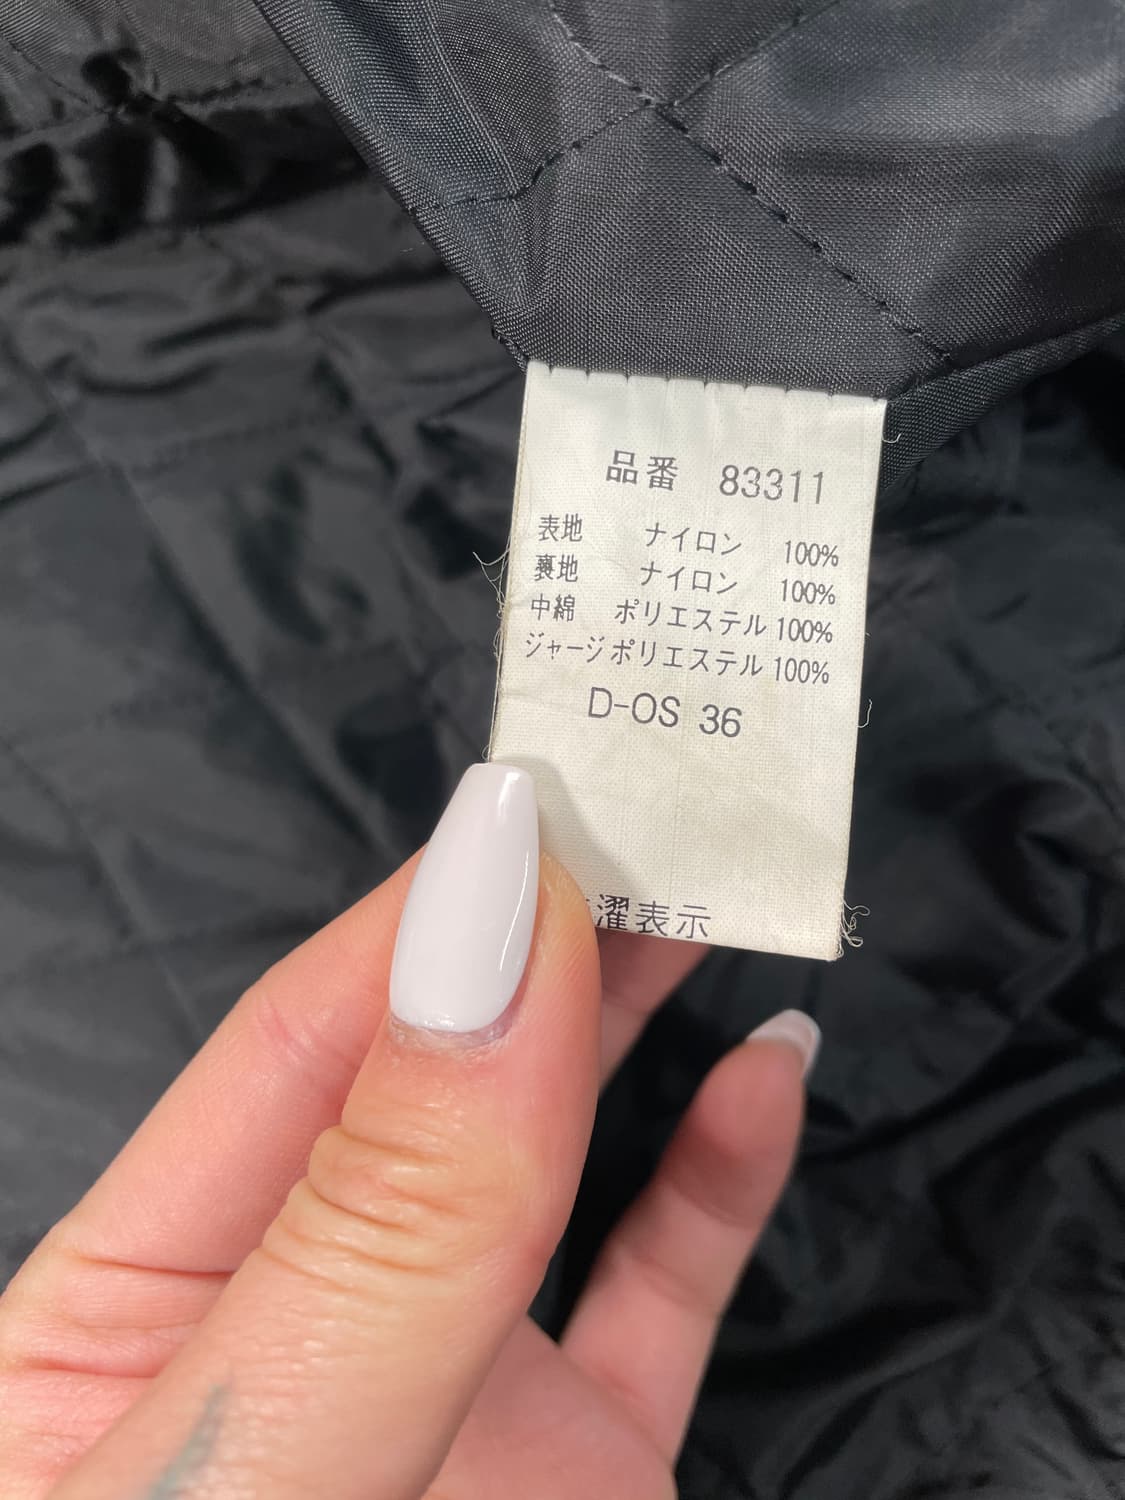 品番 83311
表地 ナイロン 100%
裏地 ナイロン 100%
中綿 ポリエステル 100%
ジャージ ポリエステル 100%
D-OS 36
濯表示